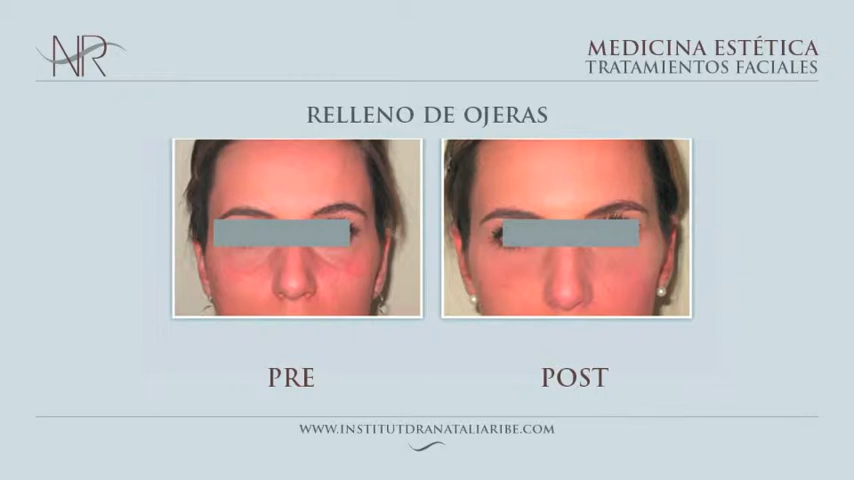 NR
MEDICINA ESTÉTICA
TRATAMIENTOS FACIALES
RELLENO DE OJERAS
PRE
POST
WWW.INSTITUTDRANATALIARIBE.COM